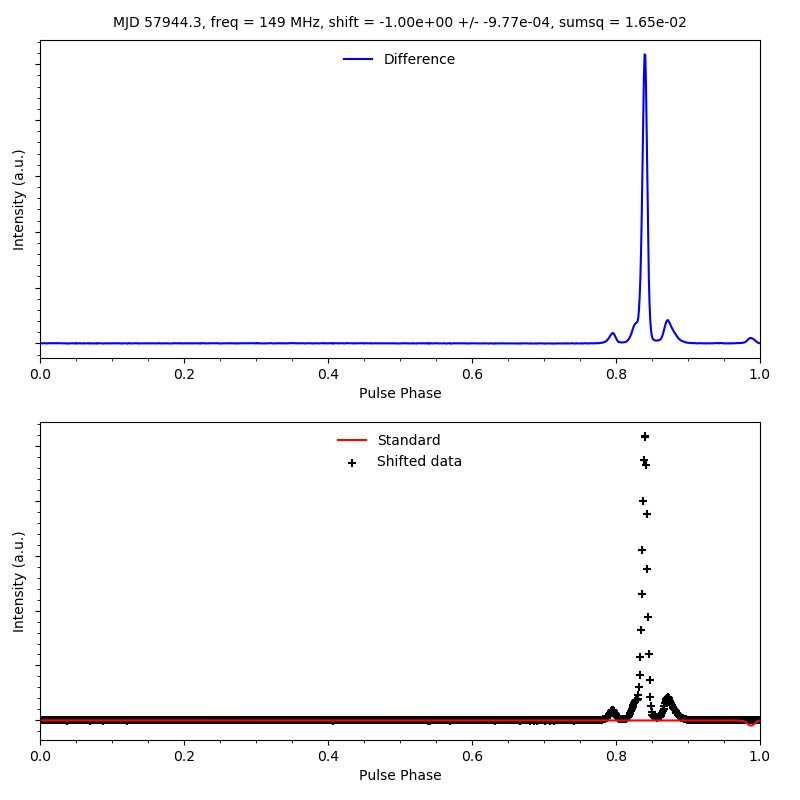 MJD 57944.3, freq = 149 MHz, shift = -1.00e+00 +/- -9.77e-04, sumsq = 1.65e-02
Difference
Intensity (a.u.)
0.0 0.2 0.4 0.6 0.8 1.0
Pulse Phase
Standard
Shifted data
Intensity (a.u.)
0.0 0.2 0.4 0.6 0.8 1.0
Pulse Phase